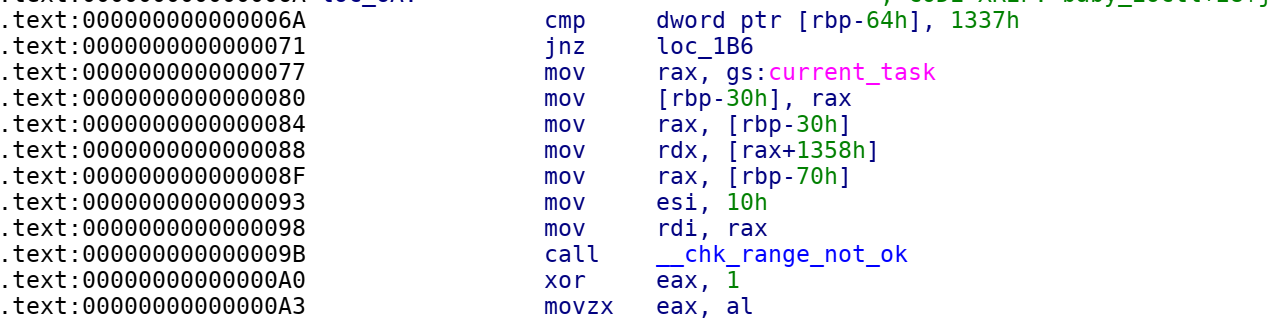 .text:000000000000006A cmp dword ptr [rbp-64h], 1337h
.text:0000000000000071 jnz loc_1B6
.text:0000000000000077 mov rax, gs:current_task
.text:0000000000000080 mov [rbp-30h], rax
.text:0000000000000084 mov rax, [rbp-30h]
.text:0000000000000088 mov rdx, [rax+1358h]
.text:000000000000008F mov rax, [rbp-70h]
.text:0000000000000093 mov esi, 10h
.text:0000000000000098 mov rdi, rax
.text:000000000000009B call __chk_range_not_ok
.text:00000000000000A0 xor eax, 1
.text:00000000000000A3 movzx eax, al